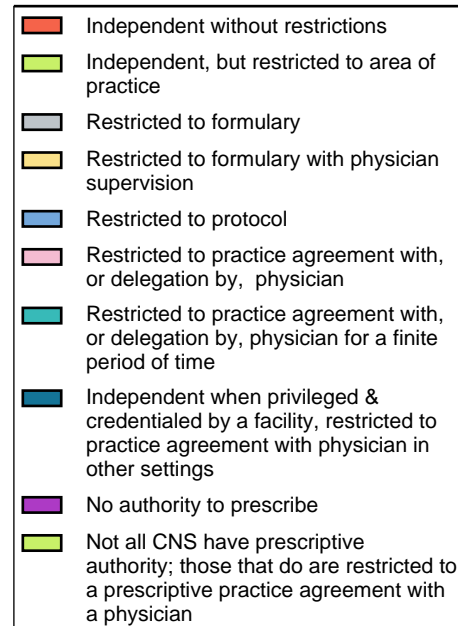 Independent without restrictions
Independent, but restricted to area of
practice
Restricted to formulary
Restricted to formulary with physician
supervision
Restricted to protocol
Restricted to practice agreement with,
or delegation by, physician
Restricted to practice agreement with,
or delegation by, physician for a finite
period of time
Independent when privileged &
credentialed by a facility, restricted to
practice agreement with physician in
other settings
No authority to prescribe
Not all CNS have prescriptive
authority; those that do are restricted to
a prescriptive practice agreement with
a physician